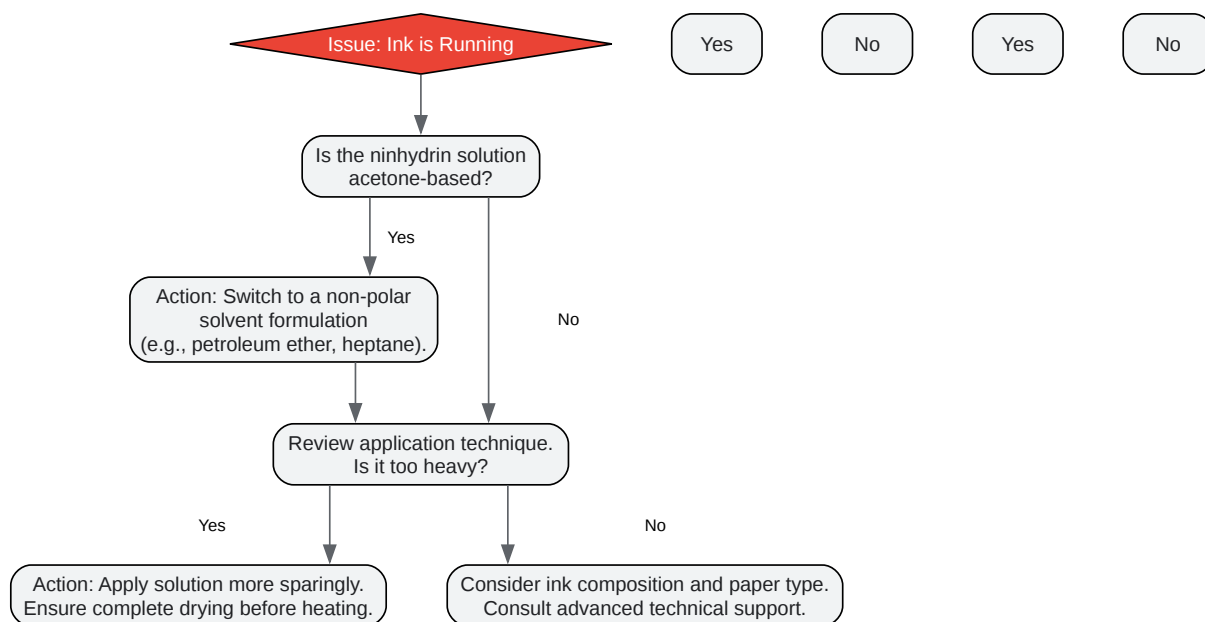 Issue: Ink is Running
Yes
No
Yes
No
Is the ninhydrin solution
acetone-based?
Yes
Action: Switch to a non-polar
solvent formulation
(e.g., petroleum ether, heptane).
No
Review application technique.
Is it too heavy?
Yes
No
Action: Apply solution more sparingly.
Ensure complete drying before heating.
Consider ink composition and paper type.
Consult advanced technical support.